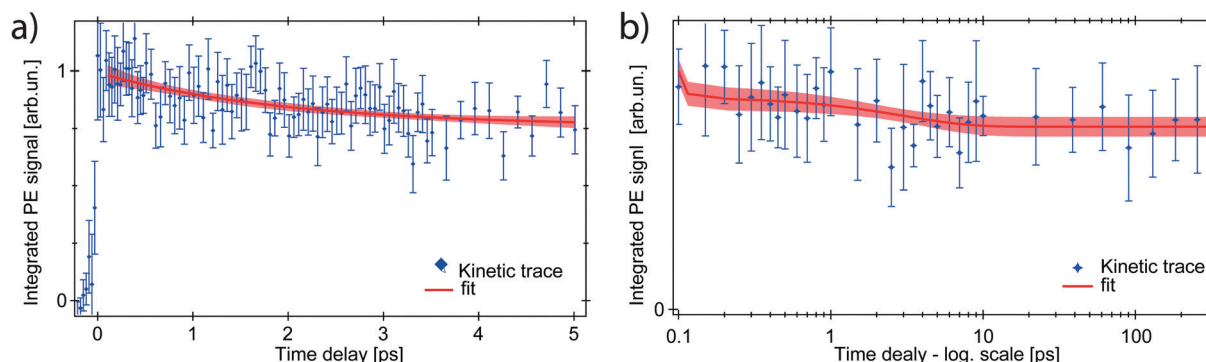 a)
Integrated PE signal [arb.un.]
1
0
Kinetic trace
fit
0 1 2 3 4 5
Time delay [ps]
b)
Integrated PE signl [arb.un.]
0
Kinetic trace
fit
0.1 1 10 100
Time dealy - log. scale [ps]